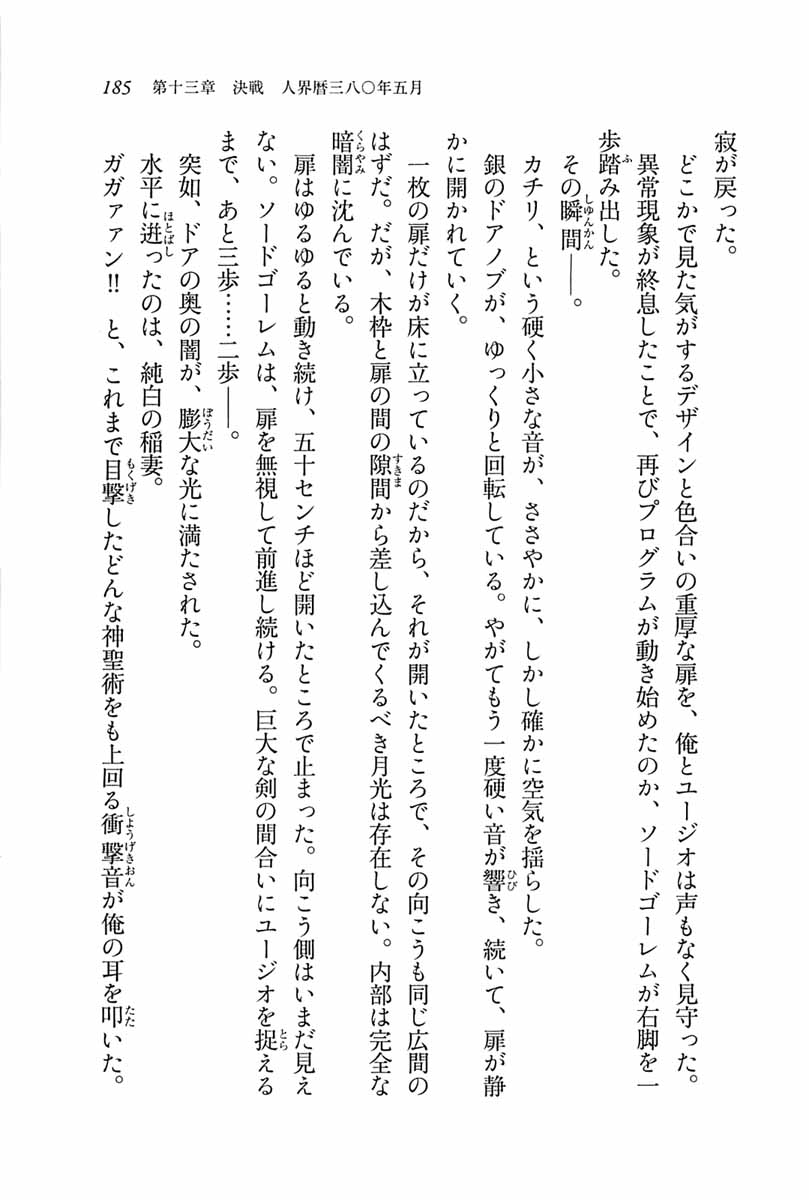 185 第十三章 決戦 人界暦三八〇年五月
寂が戻った。
どこかで見た気がするデザインと色合いの重厚な扉を、俺とユージオは声もなく見守った。
異常現象が終息したことで、再びプログラムが動き始めたのか、ソードゴーレムが右脚を一
歩踏み出した。
その瞬間――。
カチリ、という硬く小さな音が、ささやかに、しかし確かに空気を揺らした。
銀のドアノブが、ゆっくりと回転している。やがてもう一度硬い音が響き、続いて、扉が静
かに開かれていく。
一枚の扉だけが床に立っているのだから、それが開いたところで、その向こうも同じ広間の
はずだ。だが、木枠と扉の間の隙間から差し込んでくるべき月光は存在しない。内部は完全な
暗闇に沈んでいる。
扉はゆるゆると動き続け、五十センチほど開いたところで止まった。向こう側はいまだ見え
ない。ソードゴーレムは、扉を無視して前進し続ける。巨大な剣の間合いにユージオを捉える
まで、あと三歩……二歩――。
突如、ドアの奥の闇が、膨大な光に満たされた。
水平に迸ったのは、純白の稲妻。
ガガァァン!! と、これまで目撃したどんな神聖術をも上回る衝撃音が俺の耳を叩いた。